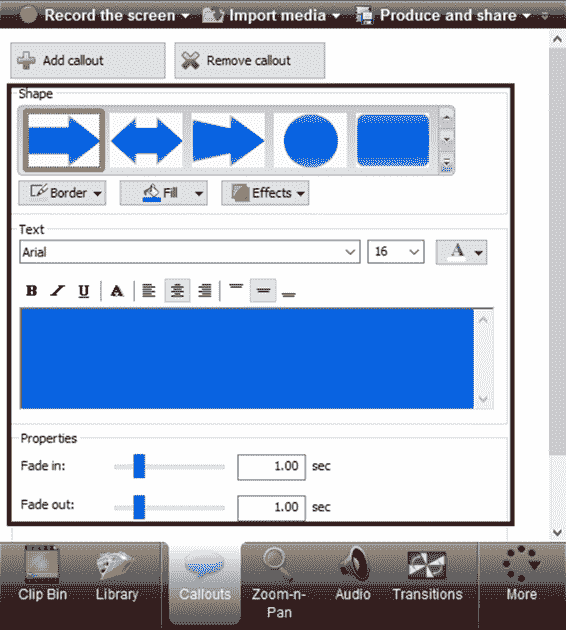 Record the screen Import media Produce and share
Add callout Remove callout
Shape
Border Fill Effects
Text
Arial 16 A
B I U A
Properties
Fade in: 1.00 sec
Fade out: 1.00 sec
Clip Bin Library Callouts Zoom-n-Pan Audio Transitions More